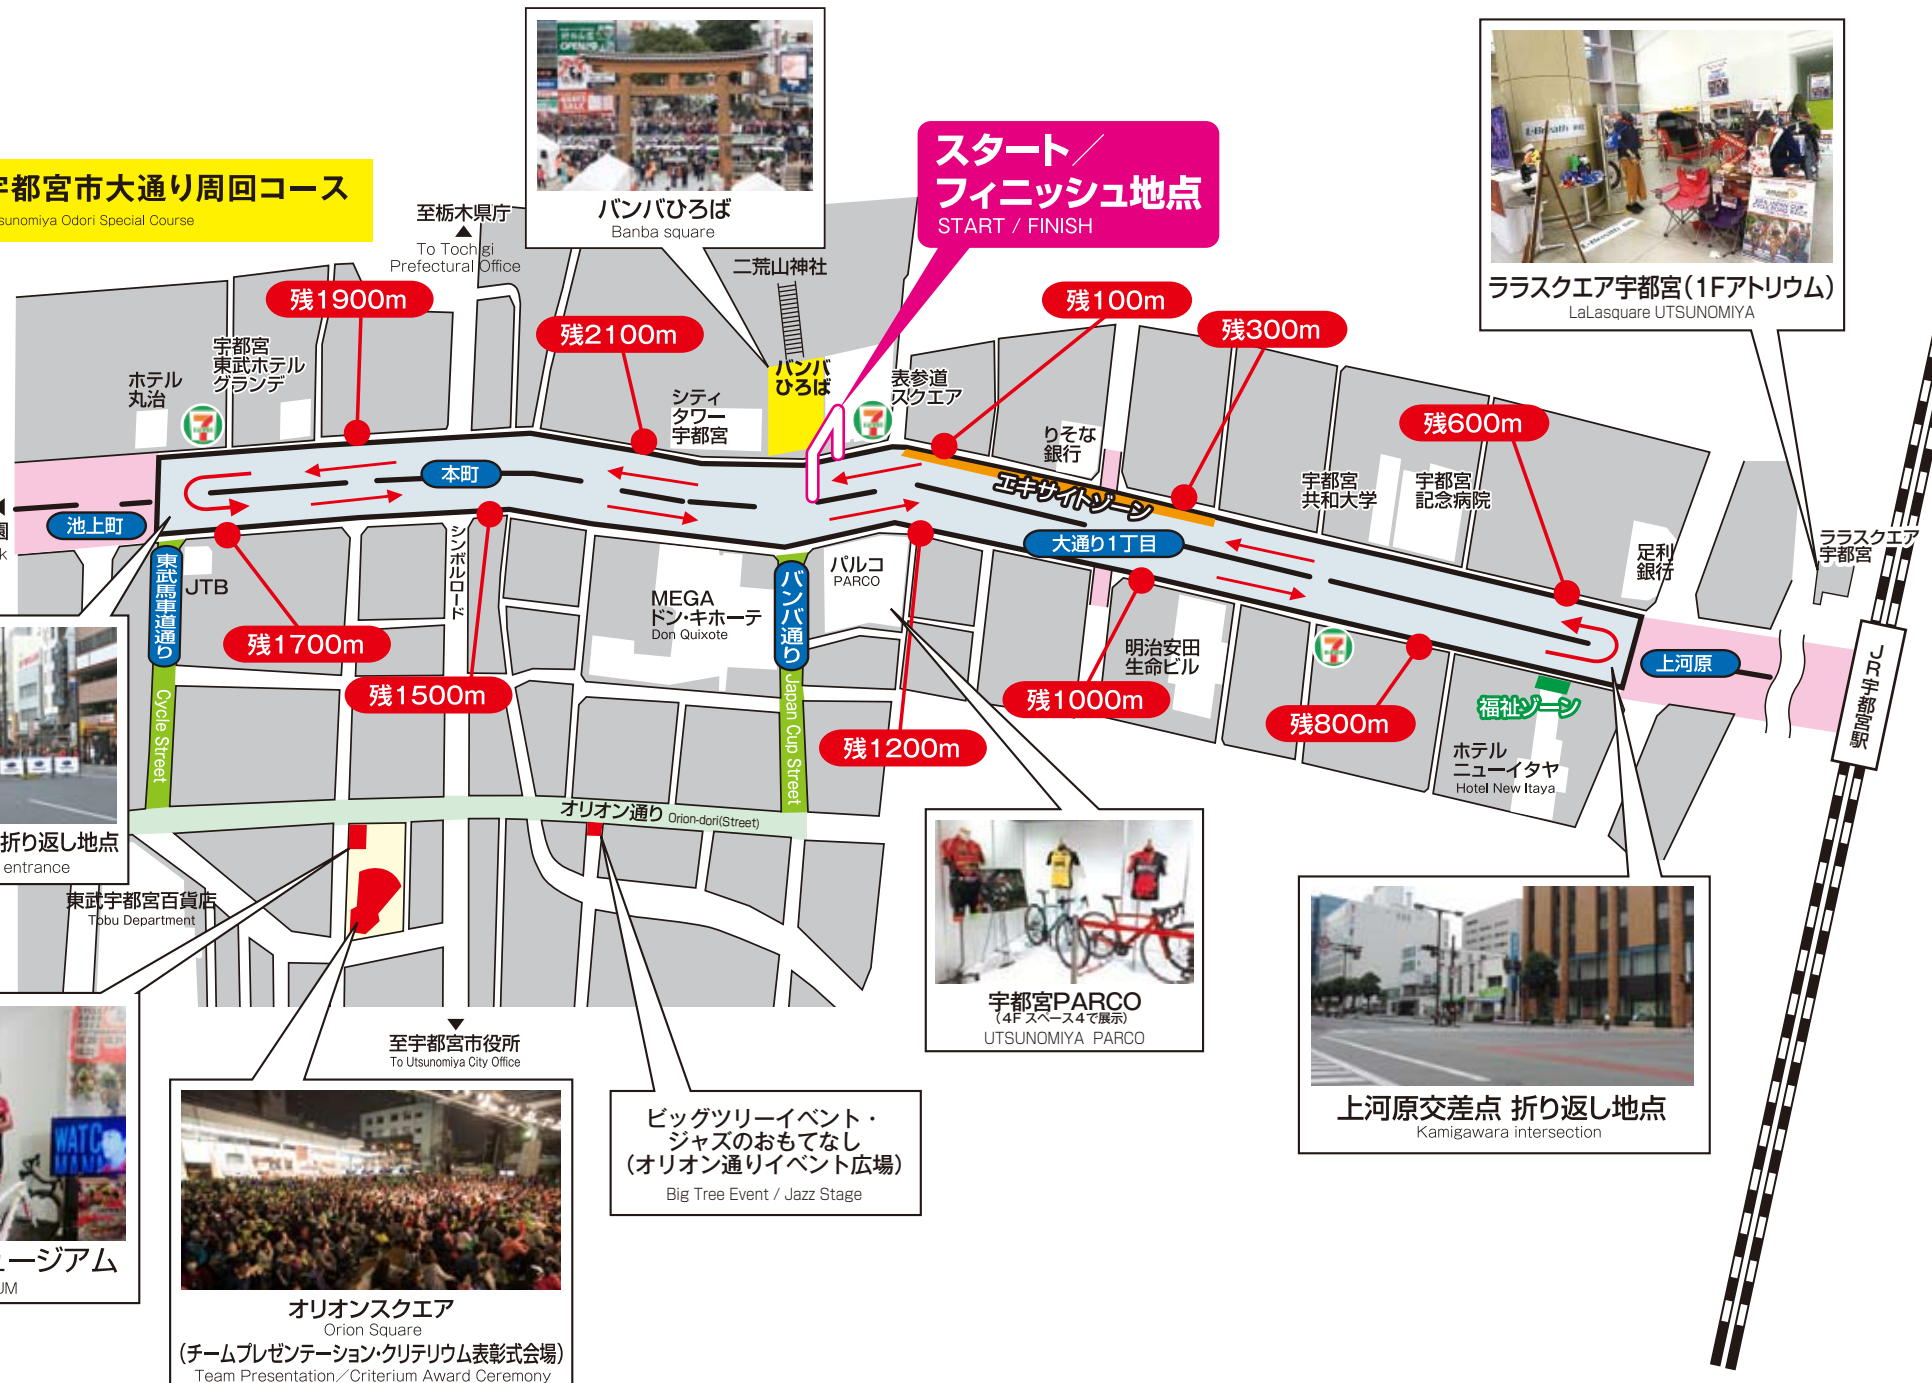 宇都宮市大通り周回コース
sunomiya Odori Special Course
至栃木県庁
To Tochigi
Prefectural Office
バンバひろば
Banba square
二荒山神社
スタート／
フィニッシュ地点
START / FINISH
ララスクエア宇都宮(1Fアトリウム)
LaLasquare UTSUNOMIYA
残1900m
残2100m
残100m
残300m
残600m
ホテル
丸治
宇都宮
東武ホテル
グランデ
シティ
タワー
宇都宮
バンバ
ひろば
表参道
スクエア
りそな
銀行
宇都宮
共和大学
宇都宮
記念病院
足利
銀行
ララスクエア
宇都宮
本町
エキサイトゾーン
大通り1丁目
池上町
園
k
上河原
JR宇都宮駅
東武馬車道通り
Cycle Street
JTB
シンボルロード
MEGA
ドン・キホーテ
Don Quixote
バンバ通り
Japan Cup Street
パルコ
PARCO
明治安田
生命ビル
福祉ゾーン
ホテル
ニューイタヤ
Hotel New Itaya
残1700m
残1500m
残1200m
残1000m
残800m
オリオン通り Orion-dori(Street)
折り返し地点
entrance
東武宇都宮百貨店
Tobu Department
至宇都宮市役所
To Utsunomiya City Office
宇都宮PARCO
(4F スペース4で展示)
UTSUNOMIYA PARCO
上河原交差点 折り返し地点
Kamigawara intersection
ビッグツリーイベント・
ジャズのおもてなし
(オリオン通りイベント広場)
Big Tree Event / Jazz Stage
ュージアム
UM
オリオンスクエア
Orion Square
(チームプレゼンテーション・クリテリウム表彰式会場)
Team Presentation／Criterium Award Ceremony